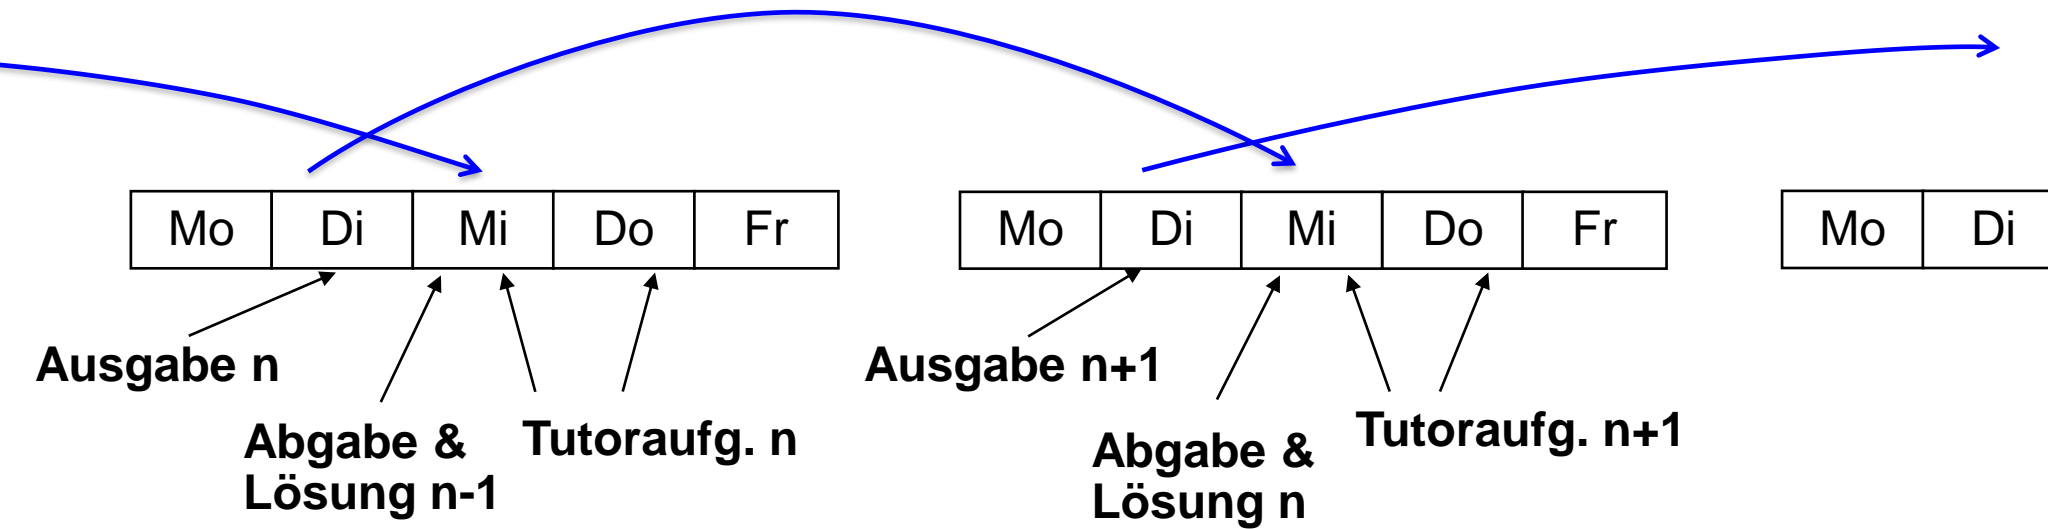 Mo Di Mi Do Fr
Mo Di Mi Do Fr
Mo Di
Ausgabe n
Abgabe &
Lösung n-1
Tutoraufg. n
Ausgabe n+1
Abgabe &
Lösung n
Tutoraufg. n+1